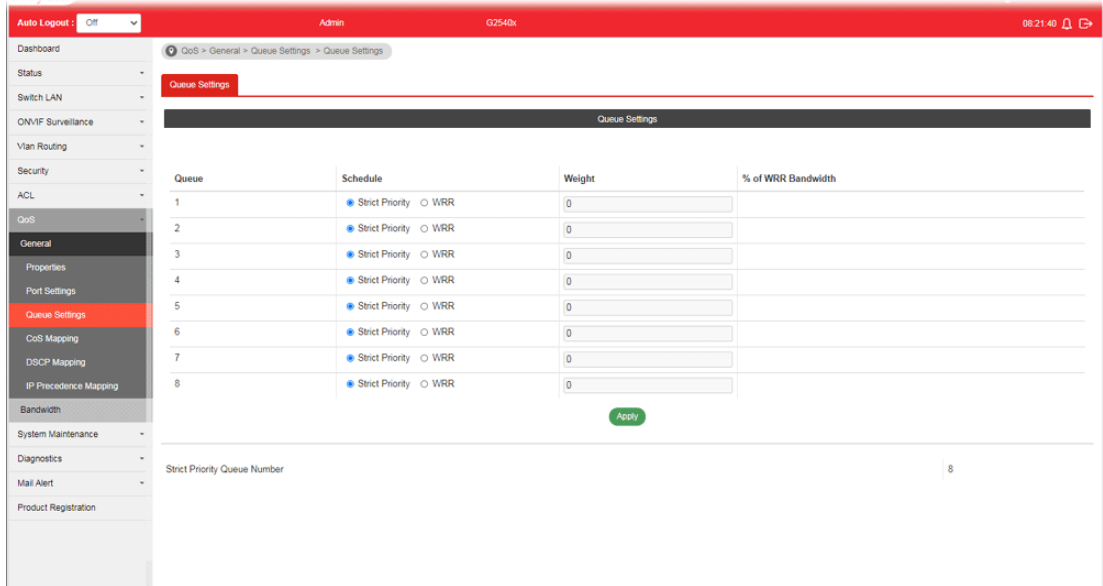 Auto Logout : Off Admin G2540x 08:21:40
Dashboard
Status
Switch LAN
ONVIF Surveillance
Vlan Routing
Security
ACL
QoS
General
Properties
Port Settings
Queue Settings
CoS Mapping
DSCP Mapping
IP Precedence Mapping
Bandwidth
System Maintenance
Diagnostics
Mail Alert
Product Registration
QoS > General > Queue Settings > Queue Settings
Queue Settings
Queue Settings
Queue Schedule Weight % of WRR Bandwidth
1 Strict Priority WRR 0
2 Strict Priority WRR 0
3 Strict Priority WRR 0
4 Strict Priority WRR 0
5 Strict Priority WRR 0
6 Strict Priority WRR 0
7 Strict Priority WRR 0
8 Strict Priority WRR 0
Apply
Strict Priority Queue Number 8